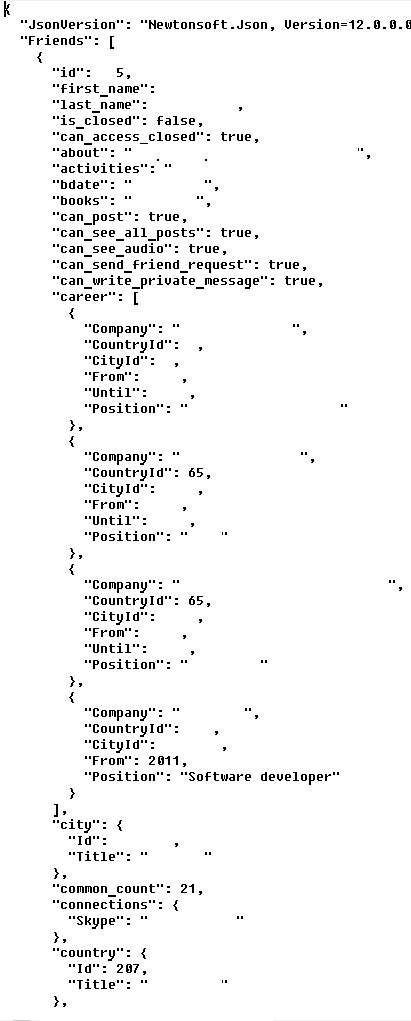 {
"JsonVersion": "Newtonsoft.Json, Version=12.0.0.0
"Friends": [
{
"id": 5,
"first_name":
"last_name": ,
"is_closed": false,
"can_access_closed": true,
"about": " . . ",
"activities": "
"bdate": " ",
"books": " ",
"can_post": true,
"can_see_all_posts": true,
"can_see_audio": true,
"can_send_friend_request": true,
"can_write_private_message": true,
"career": [
{
"Company": " ",
"CountryId": ,
"CityId": ,
"From": ,
"Until": ,
"Position": " "
},
{
"Company": " ",
"CountryId": 65,
"CityId": ,
"From": ,
"Until": ,
"Position": " "
},
{
"Company": " ",
"CountryId": 65,
"CityId": ,
"From": ,
"Until": ,
"Position": " "
},
{
"Company": " ",
"CountryId": ,
"CityId": ,
"From": 2011,
"Position": "Software developer"
}
],
"city": {
"Id": ,
"Title": " "
},
"common_count": 21,
"connections": {
"Skype": " "
},
"country": {
"Id": 207,
"Title": " "
},